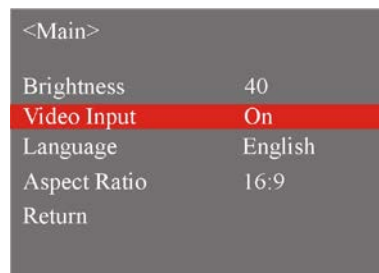 <Main>
Brightness 40
Video Input On
Language English
Aspect Ratio 16:9
Return